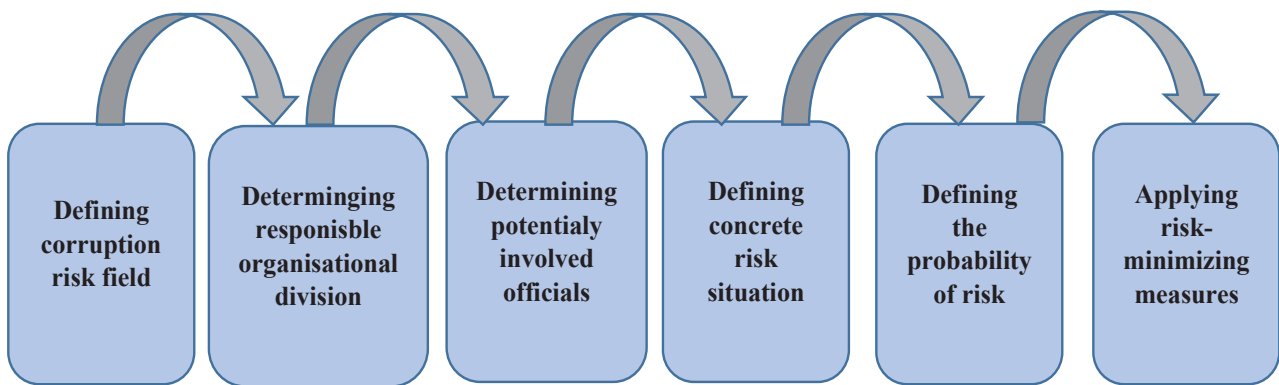 Defining
corruption
risk field
Determinging
responisble
organisational
division
Determining
potentialy
involved
officials
Defining
concrete
risk
situation
Defining
the
probability
of risk
Applying
risk-
minimizing
measures